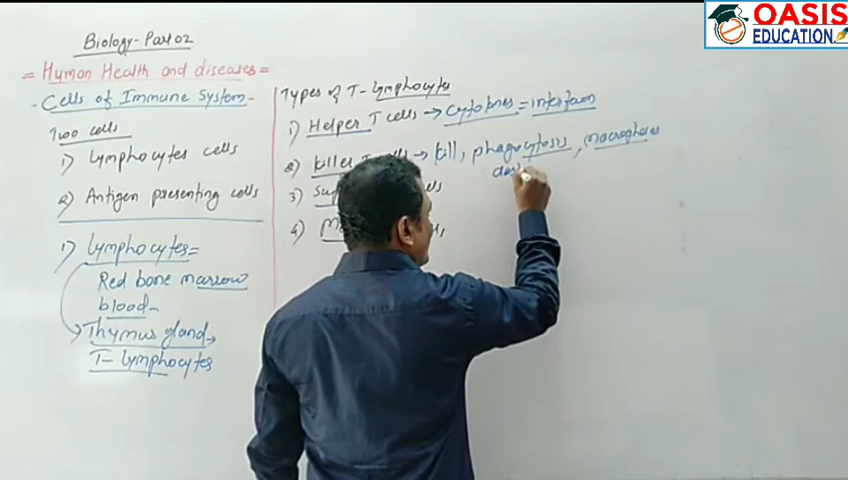 OASIS
EDUCATION
Biology-Part 02
= Human Health and diseases =
- Cells of Immune System -
Two cells
1) Lymphocytes cells
2) Antigen presenting cells
1) Lymphocytes =
Red bone marrow
blood -
Thymus gland →
T- Lymphocytes
Types of T- Lymphocytes
1) Helper T cells → Cytokines = interferon
2) Killer T cells → kill, phagocytosis,
3)
4)